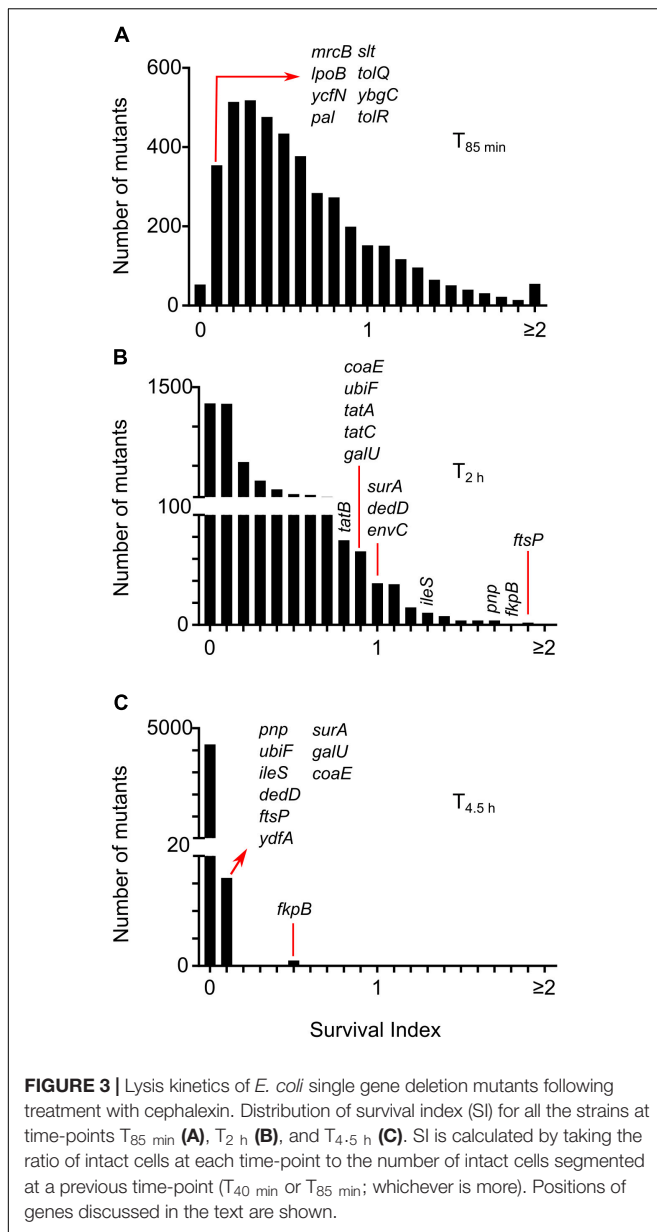 A
mrcB slt
lpoB tolQ
ycfN ybgC
pal tolR
T85 min
Number of mutants
600
400
200
0
0 1 ≥2
B
coaE
ubiF
tatA
tatC
galU
T2 h
surA
dedD
envC
tatB
ileS
pnp
fkpB
ftsP
Number of mutants
1500
100
0
0 1 ≥2
C
pnp surA
ubiF galU
ileS coaE
dedD
ftsP
ydfA
T4.5 h
fkpB
Number of mutants
5000
20
20
0
0 1 ≥2
Survival Index
FIGURE 3 | Lysis kinetics of E. coli single gene deletion mutants following
treatment with cephalexin. Distribution of survival index (SI) for all the strains at
time-points T85 min (A), T2 h (B), and T4.5 h (C). SI is calculated by taking the
ratio of intact cells at each time-point to the number of intact cells segmented
at a previous time-point (T40 min or T85 min; whichever is more). Positions of
genes discussed in the text are shown.